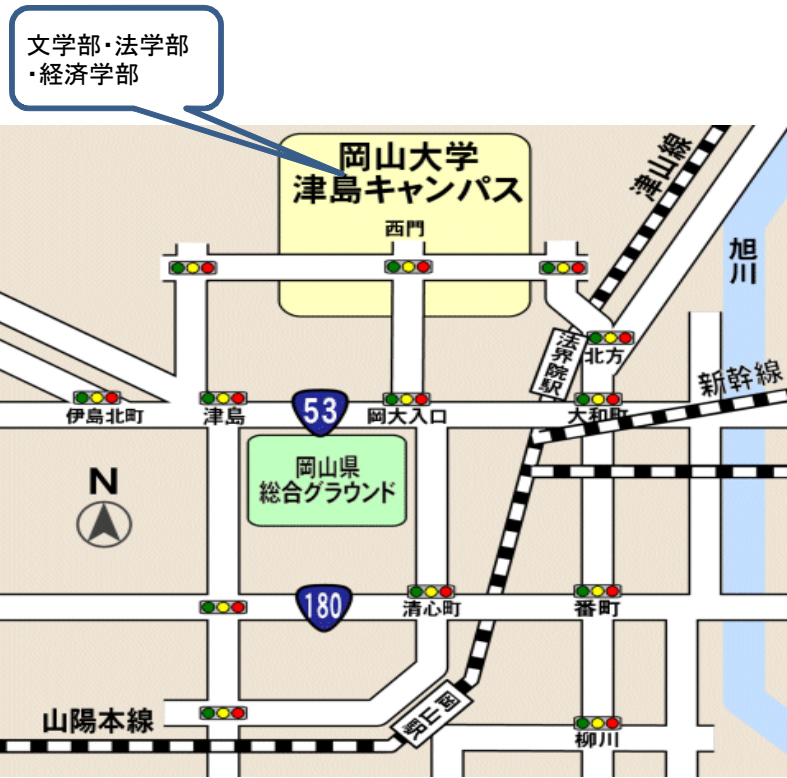 文学部・法学部
・経済学部
岡山大学
津島キャンパス
西門
津山線
旭川
法界院駅
北方
新幹線
伊島北町
津島
53
岡大入口
大和町
岡山県
総合グラウンド
N
180
清心町
番町
山陽本線
岡山駅
柳川